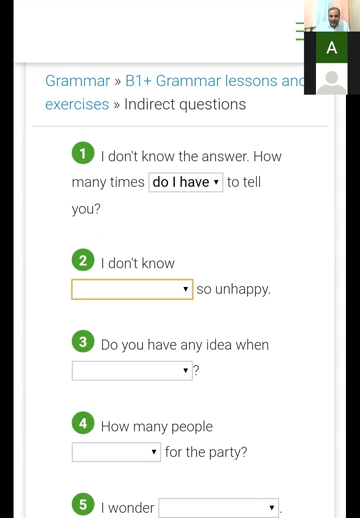 A
Grammar » B1+ Grammar lessons and
exercises » Indirect questions
1 I don't know the answer. How
many times do I have to tell
you?
2 I don't know
so unhappy.
3 Do you have any idea when
?
4 How many people
for the party?
5 I wonder .